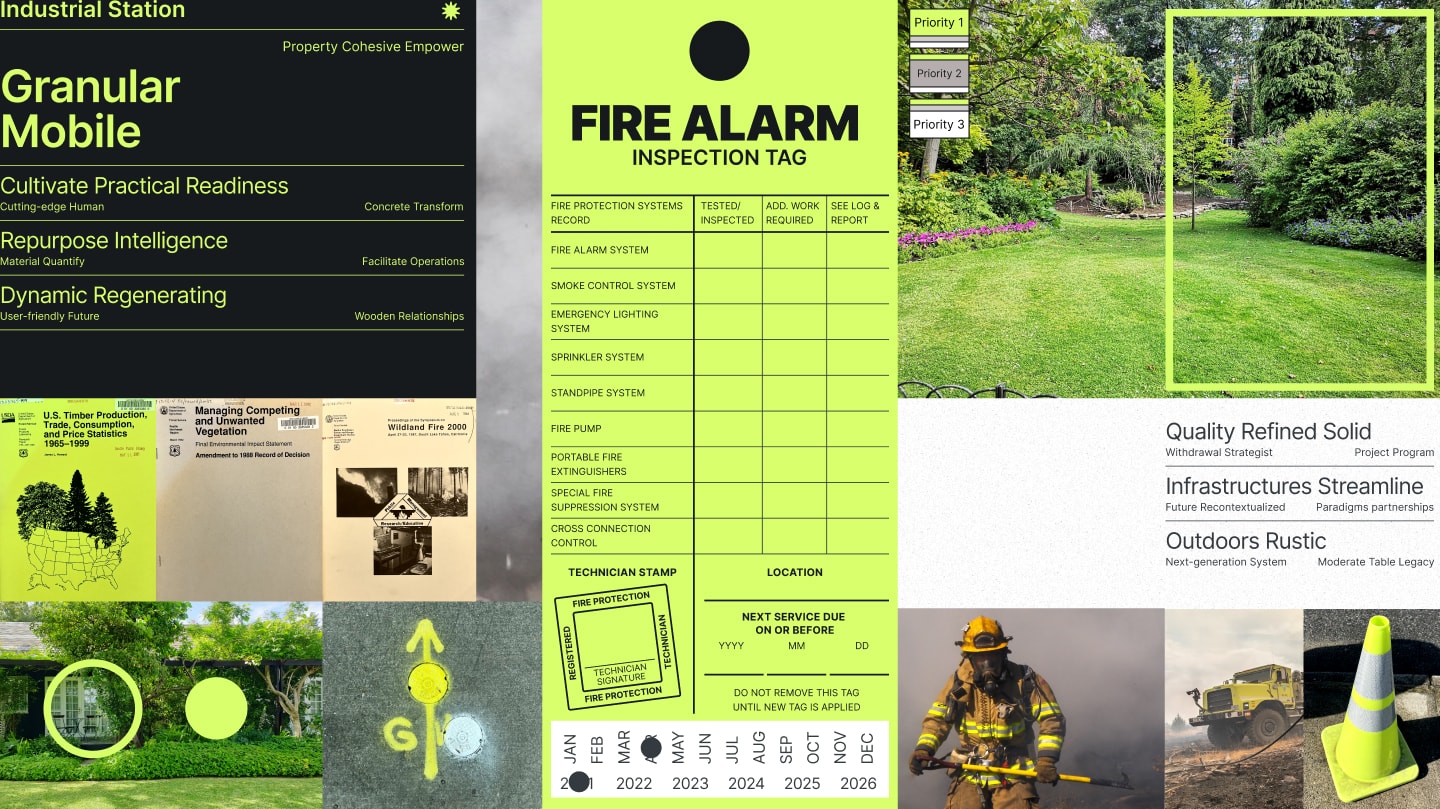 Industrial Station
Property Cohesive Empower
Granular
Mobile
Cultivate Practical Readiness
Cutting-edge Human
Concrete Transform
Repurpose Intelligence
Material Quantify
Facilitate Operations
Dynamic Regenerating
User-friendly Future
Wooden Relationships
U.S. Timber Production,
Trade, Consumption,
and Price Statistics
1965–1999
Managing Competing
and Unwanted
Vegetation
Final Environmental Impact Statement
Amendment to 1988 Record of Decision
Wildland Fire 2000
Research/Education
G
FIRE ALARM
INSPECTION TAG
FIRE PROTECTION SYSTEMS
RECORD
TESTED/
INSPECTED
ADD. WORK
REQUIRED
SEE LOG &
REPORT
FIRE ALARM SYSTEM
SMOKE CONTROL SYSTEM
EMERGENCY LIGHTING
SYSTEM
SPRINKLER SYSTEM
STANDPIPE SYSTEM
FIRE PUMP
PORTABLE FIRE
EXTINGUISHERS
SPECIAL FIRE
SUPPRESSION SYSTEM
CROSS CONNECTION
CONTROL
TECHNICIAN STAMP
FIRE PROTECTION
REGISTERED
TECHNICIAN
TECHNICIAN
SIGNATURE
FIRE PROTECTION
LOCATION
NEXT SERVICE DUE
ON OR BEFORE
YYYY MM DD
DO NOT REMOVE THIS TAG
UNTIL NEW TAG IS APPLIED
JAN FEB MAR MAY JUN JUL AUG SEP OCT NOV DEC
2022 2023 2024 2025 2026
Priority 1
Priority 2
Priority 3
Quality Refined Solid
Withdrawal Strategist
Project Program
Infrastructures Streamline
Future Recontextualized
Paradigms partnerships
Outdoors Rustic
Next-generation System
Moderate Table Legacy